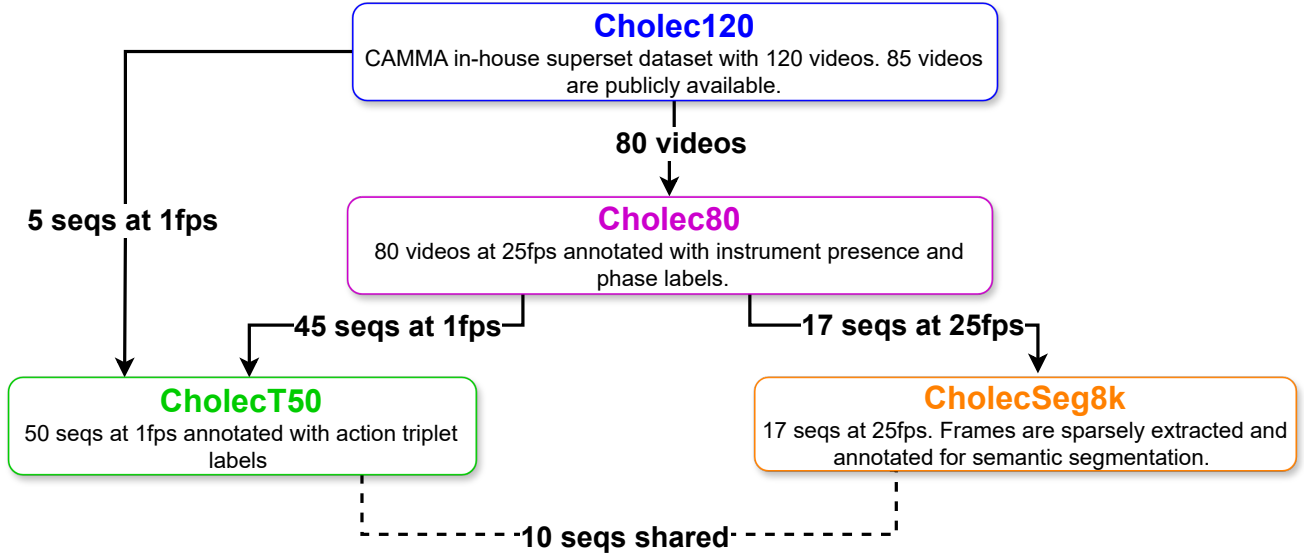 Cholec120
CAMMA in-house superset dataset with 120 videos. 85 videos
are publicly available.
80 videos
5 seqs at 1fps
Cholec80
80 videos at 25fps annotated with instrument presence and
phase labels.
45 seqs at 1fps
17 seqs at 25fps
CholecT50
50 seqs at 1fps annotated with action triplet
labels
CholecSeg8k
17 seqs at 25fps. Frames are sparsely extracted and
annotated for semantic segmentation.
10 seqs shared